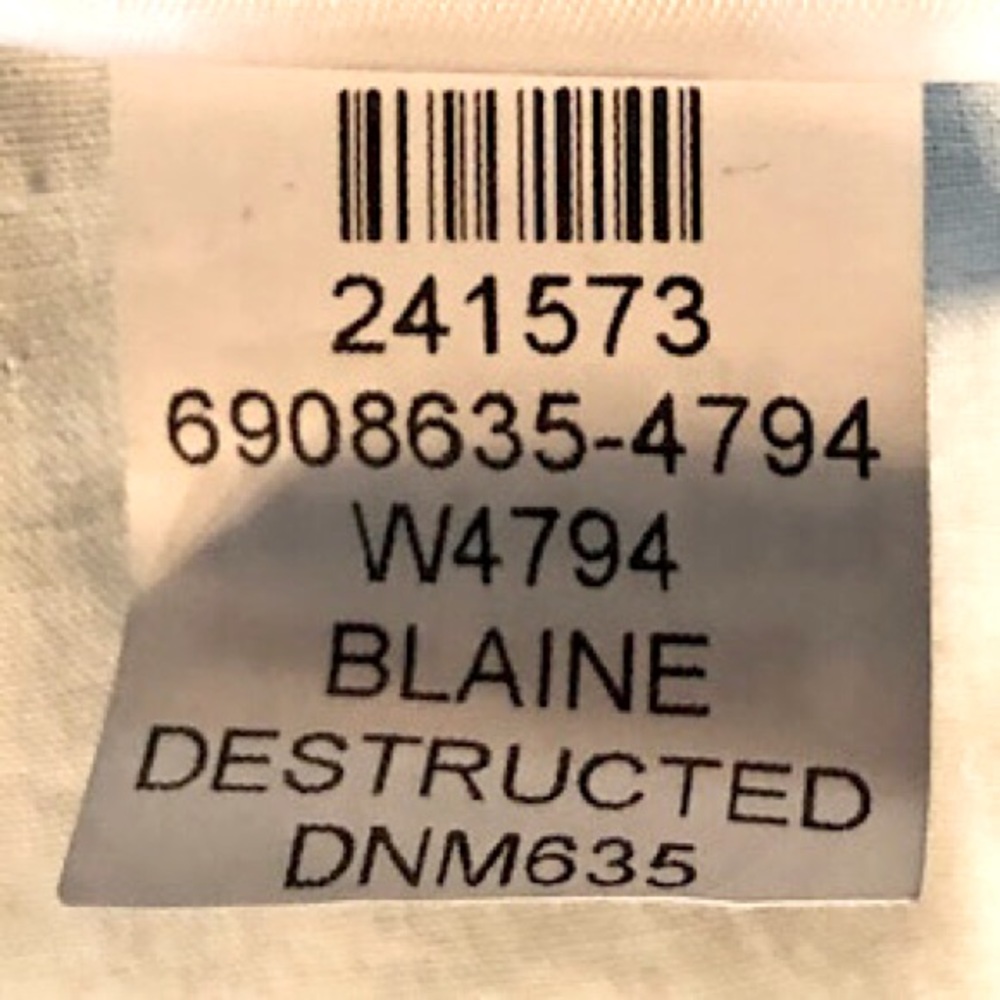 241573
6908635-4794
W4794
BLAINE
DESTRUCTED
DNM635